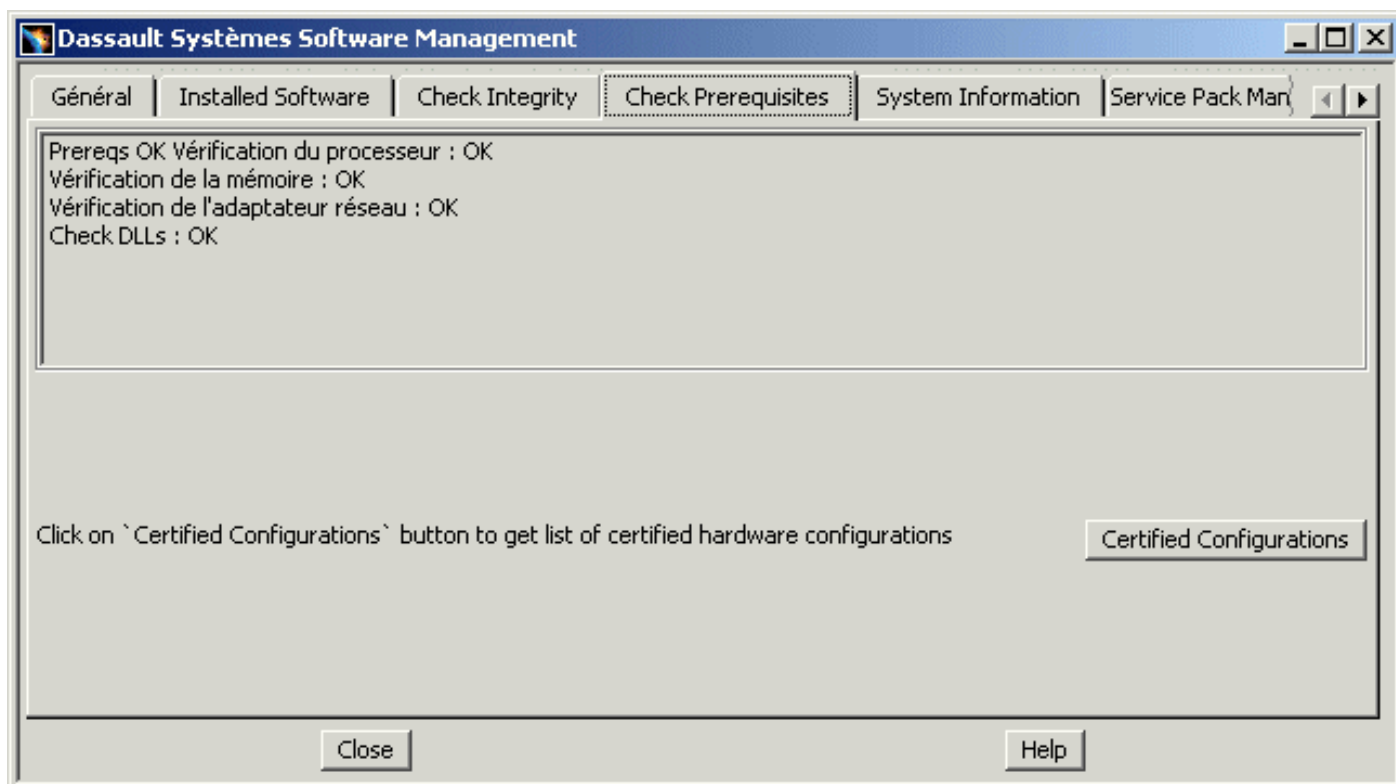 Dassault Systèmes Software Management
Général Installed Software Check Integrity Check Prerequisites System Information Service Pack Man
Prereqs OK Vérification du processeur : OK
Vérification de la mémoire : OK
Vérification de l'adaptateur réseau : OK
Check DLLs : OK
Click on `Certified Configurations` button to get list of certified hardware configurations Certified Configurations
Close Help